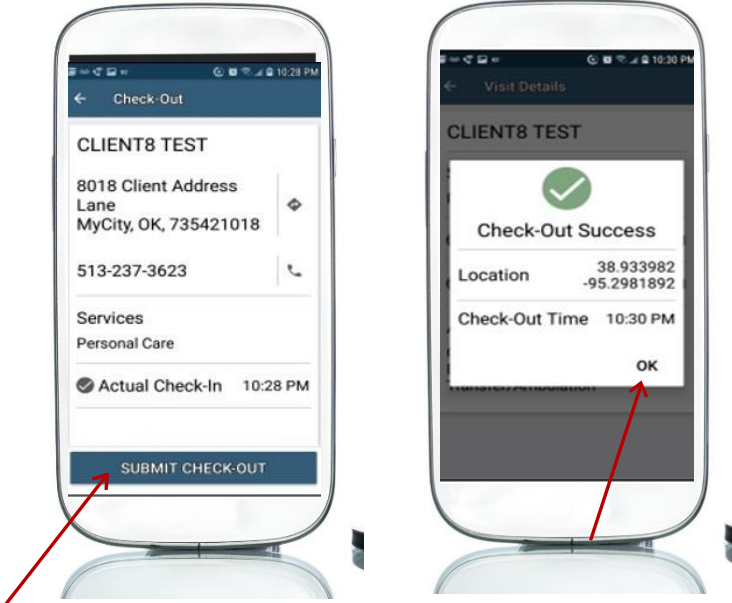 10:28 PM
Check-Out
CLIENT8 TEST
8018 Client Address
Lane
MyCity, OK, 735421018
513-237-3623
Services
Personal Care
Actual Check-In 10:28 PM
SUBMIT CHECK-OUT
10:30 PM
Visit Details
CLIENT8 TEST
Check-Out Success
Location 38.933982
-95.2981892
Check-Out Time 10:30 PM
OK
Transfer/Ambulation